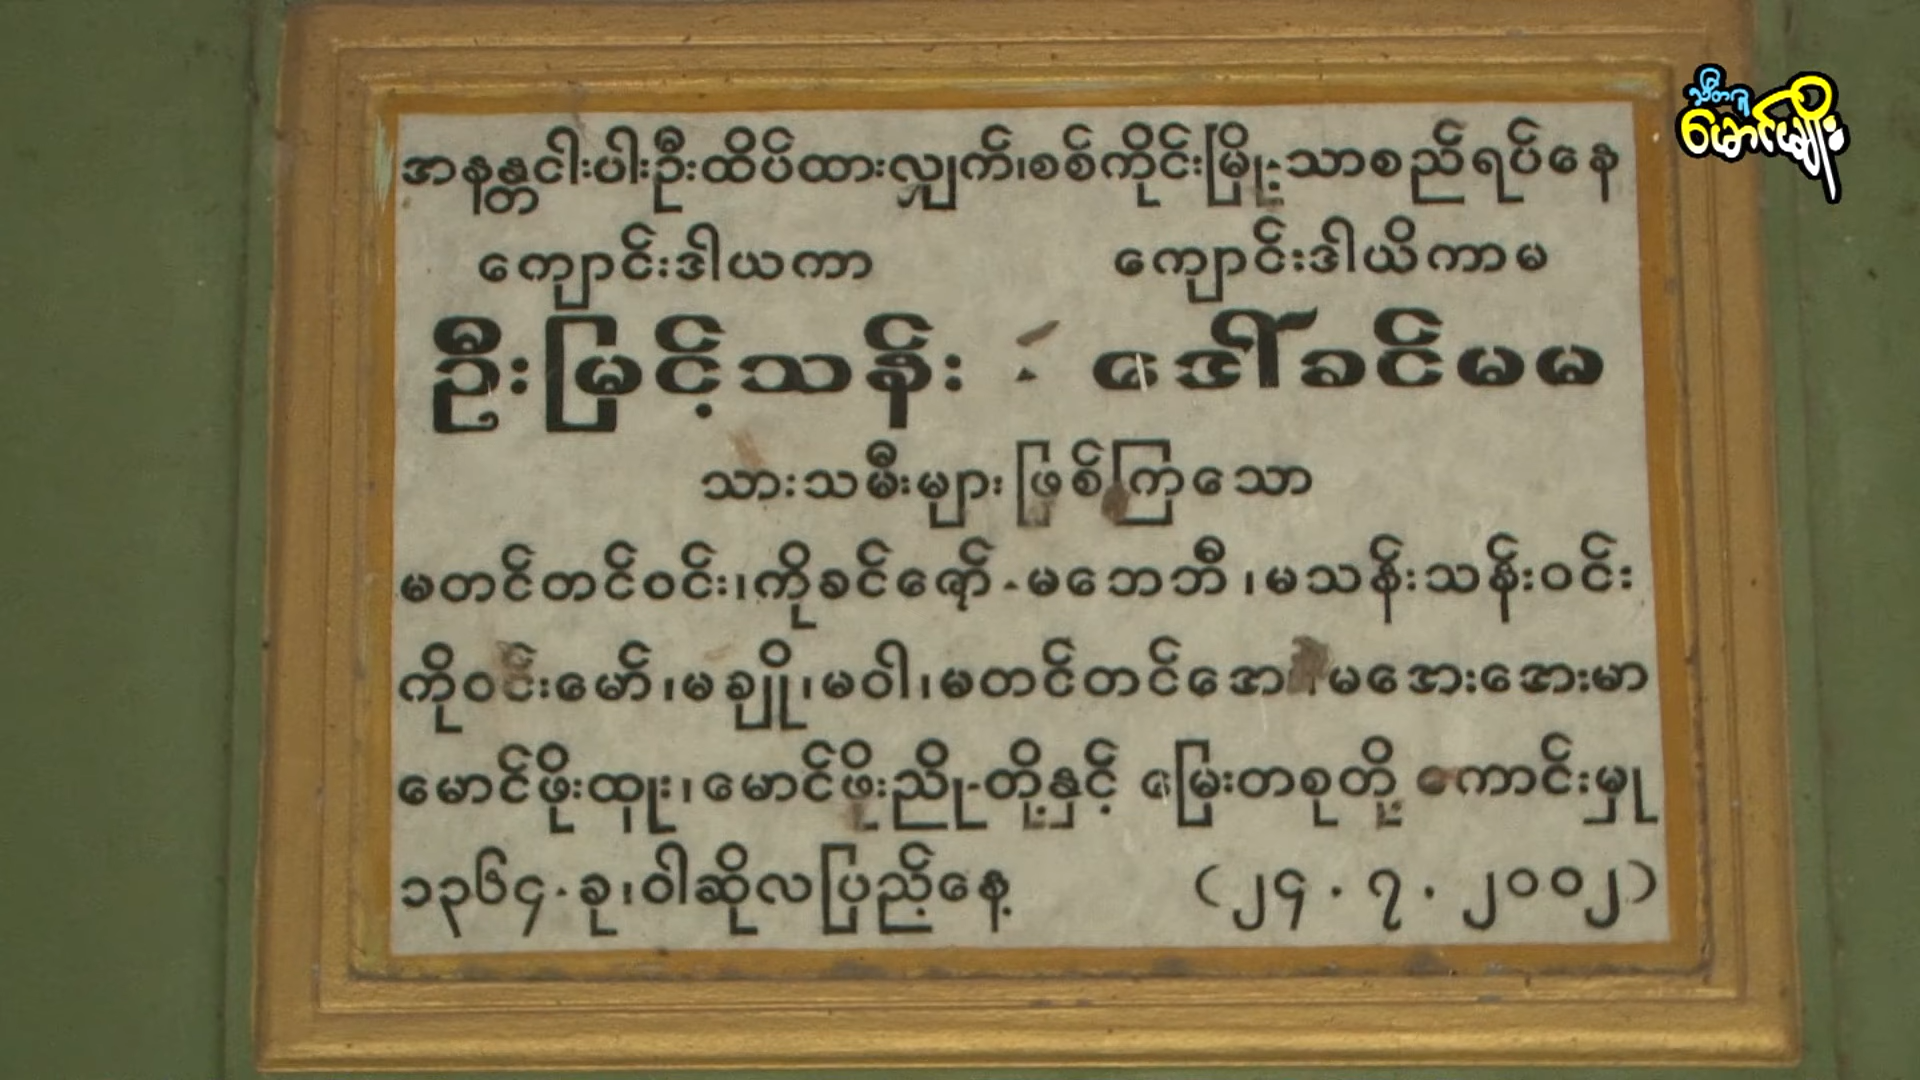 အနန္တငါးပါးဦးထိပ်ထားလျှက်၊စစ်ကိုင်းမြို့သာစည်ရပ်နေ
ကျောင်းဒါယကာ ကျောင်းဒါယိကာမ
ဦးမြင့်သန်း - ဒေါ်ခင်မမ
သားသမီးများဖြစ်ကြသော
မတင်တင်ဝင်း၊ကိုခင်ဇော်-မဘေဘီ၊မသန်းသန်းဝင်း
ကိုဝင်းမော်၊မချို၊မဝါ၊မတင်တင်အေး၊မအေးအေးမာ
မောင်ဖိုးထူး၊မောင်ဖိုးညို-တို့နှင့် မြေးတစုတို့ ကောင်းမှု
၁၃၆၄-ခု၊ဝါဆိုလပြည့်နေ့ (၂၄.၇.၂၀၀၂)